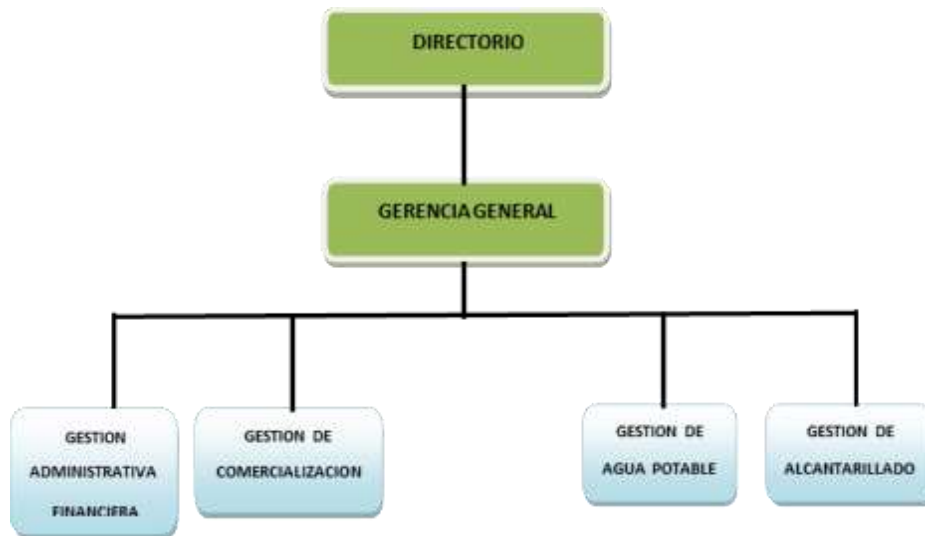 DIRECTORIO
GERENCIA GENERAL
GESTION
ADMINISTRATIVA
FINANCIERA
GESTION DE
COMERCIALIZACION
GESTION DE
AGUA POTABLE
GESTION DE
ALCANTARILLADO